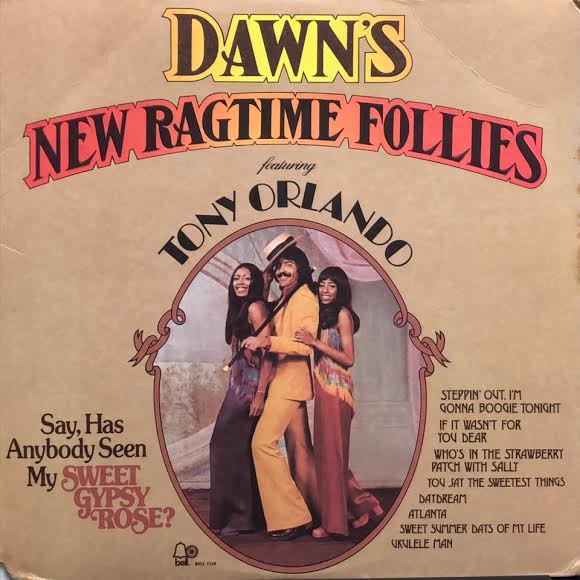 DAWN'S
NEW RAGTIME FOLLIES
featuring
TONY ORLANDO
Say, Has
Anybody Seen
My SWEET
GYPSY
ROSE?
STEPPIN' OUT, I'M
GONNA BOOGIE TONIGHT
IF IT WASN'T FOR
YOU DEAR
WHO'S IN THE STRAWBERRY
PATCH WITH SALLY
YOU SAY THE SWEETEST THINGS
DAYDREAM
ATLANTA
SWEET SUMMER DAYS OF MY LIFE
UKULELE MAN
bell